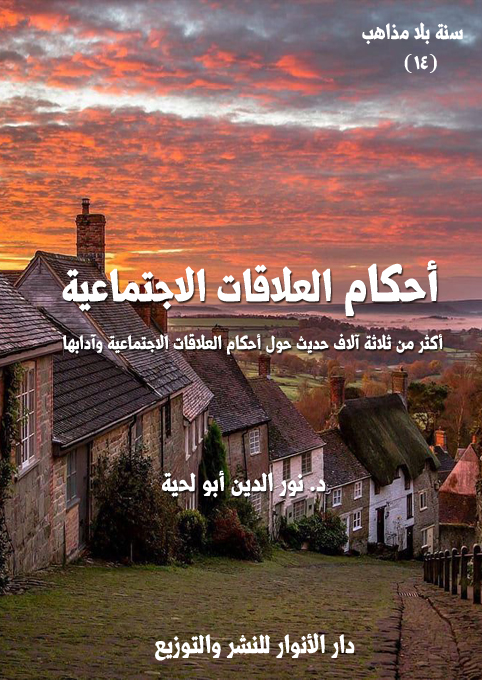 سنة بلا مذاهب
(١٤)
أحكام العلاقات الاجتماعية
أكثر من ثلاثة آلاف حديث حول أحكام العلاقات الاجتماعية وآدابها
د. نور الدين أبو لحية
دار الأنوار للنشر والتوزيع